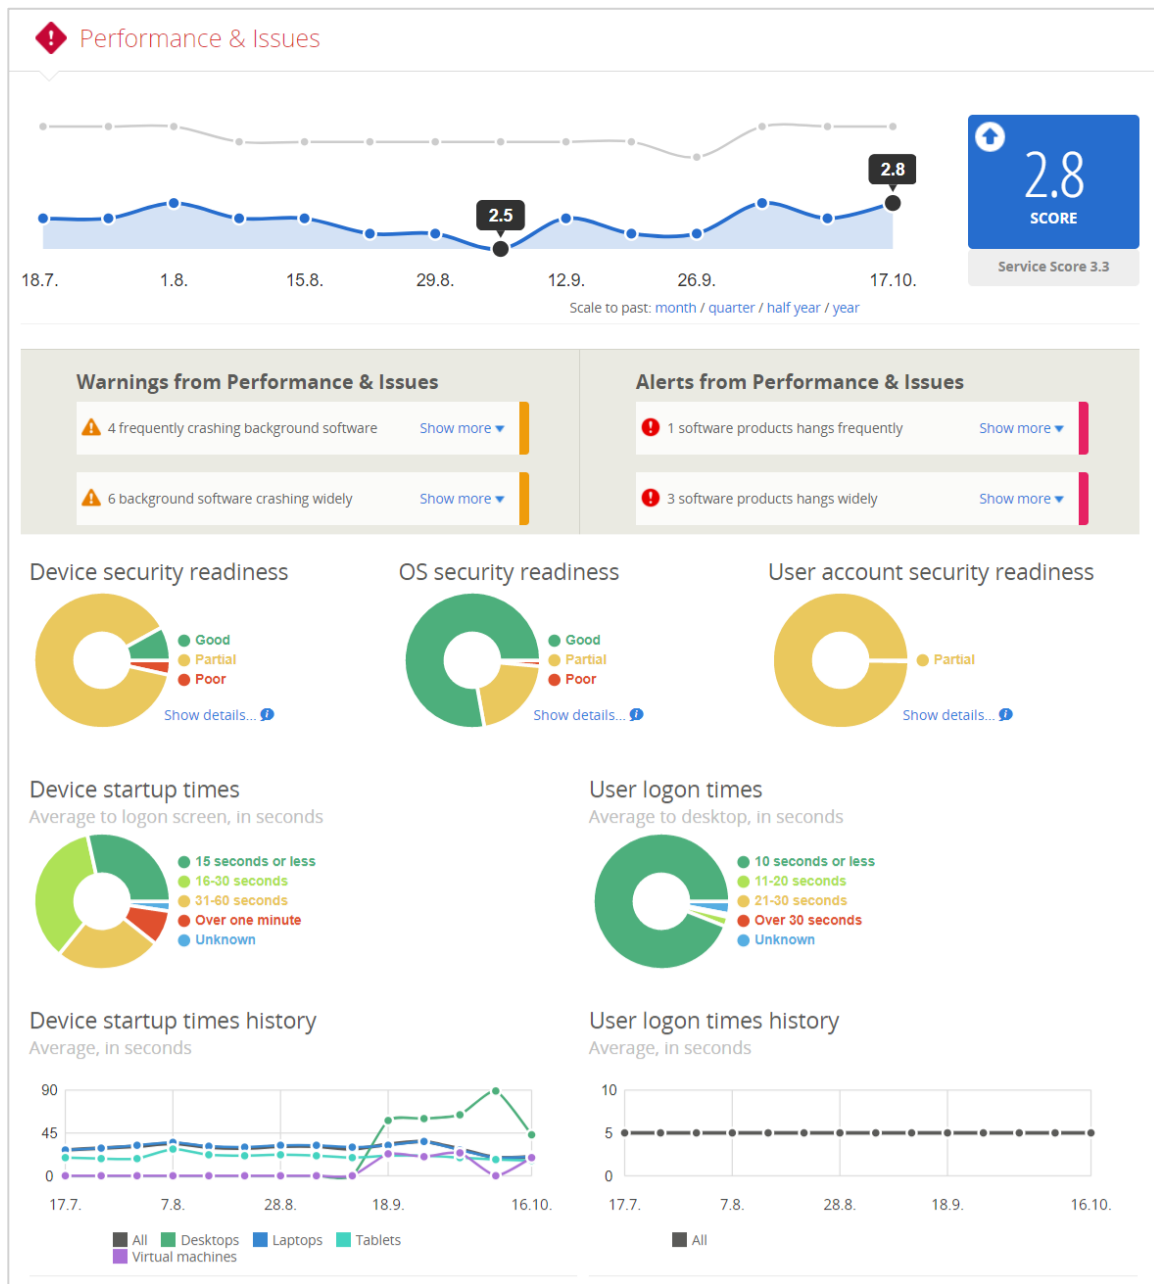 Performance & Issues
2.8
2.5
2.8
SCORE
Service Score 3.3
18.7. 1.8. 15.8. 29.8. 12.9. 26.9. 17.10.
Scale to past: month / quarter / half year / year
Warnings from Performance & Issues
4 frequently crashing background software Show more
6 background software crashing widely Show more
Alerts from Performance & Issues
1 software products hangs frequently Show more
3 software products hangs widely Show more
Device security readiness
Good
Partial
Poor
Show details...
OS security readiness
Good
Partial
Poor
Show details...
User account security readiness
Partial
Show details...
Device startup times
Average to logon screen, in seconds
15 seconds or less
16-30 seconds
31-60 seconds
Over one minute
Unknown
User logon times
Average to desktop, in seconds
10 seconds or less
11-20 seconds
21-30 seconds
Over 30 seconds
Unknown
Device startup times history
Average, in seconds
90
45
0
17.7. 7.8. 28.8. 18.9. 16.10.
All Desktops Laptops Tablets
Virtual machines
User logon times history
Average, in seconds
10
5
0
17.7. 7.8. 28.8. 18.9. 16.10.
All